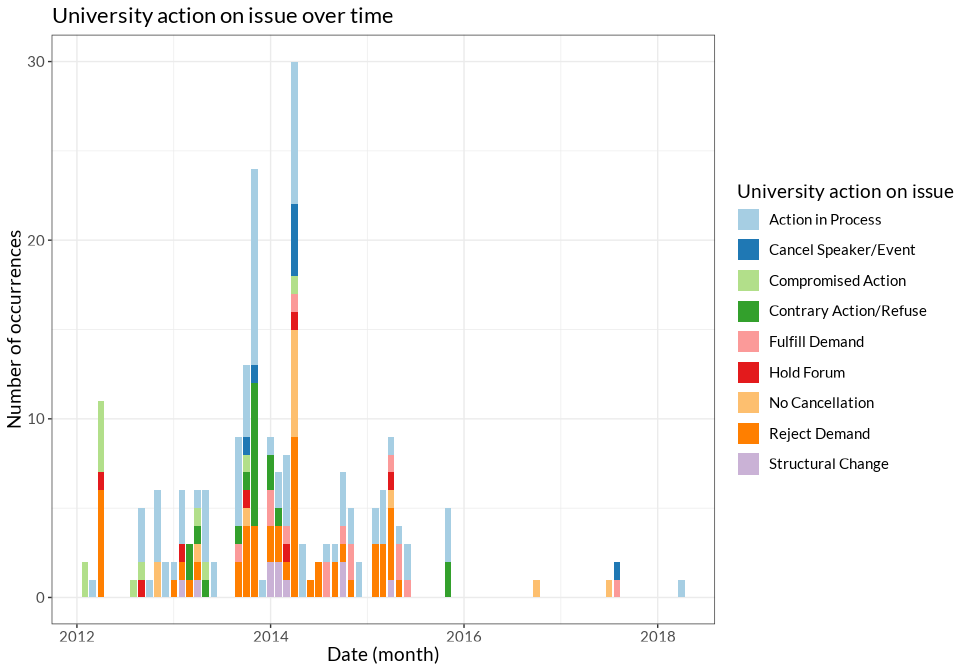 University action on issue over time
Number of occurrences
30
20
10
0
2012
2014
2016
2018
Date (month)
University action on issue
Action in Process
Cancel Speaker/Event
Compromised Action
Contrary Action/Refuse
Fulfill Demand
Hold Forum
No Cancellation
Reject Demand
Structural Change